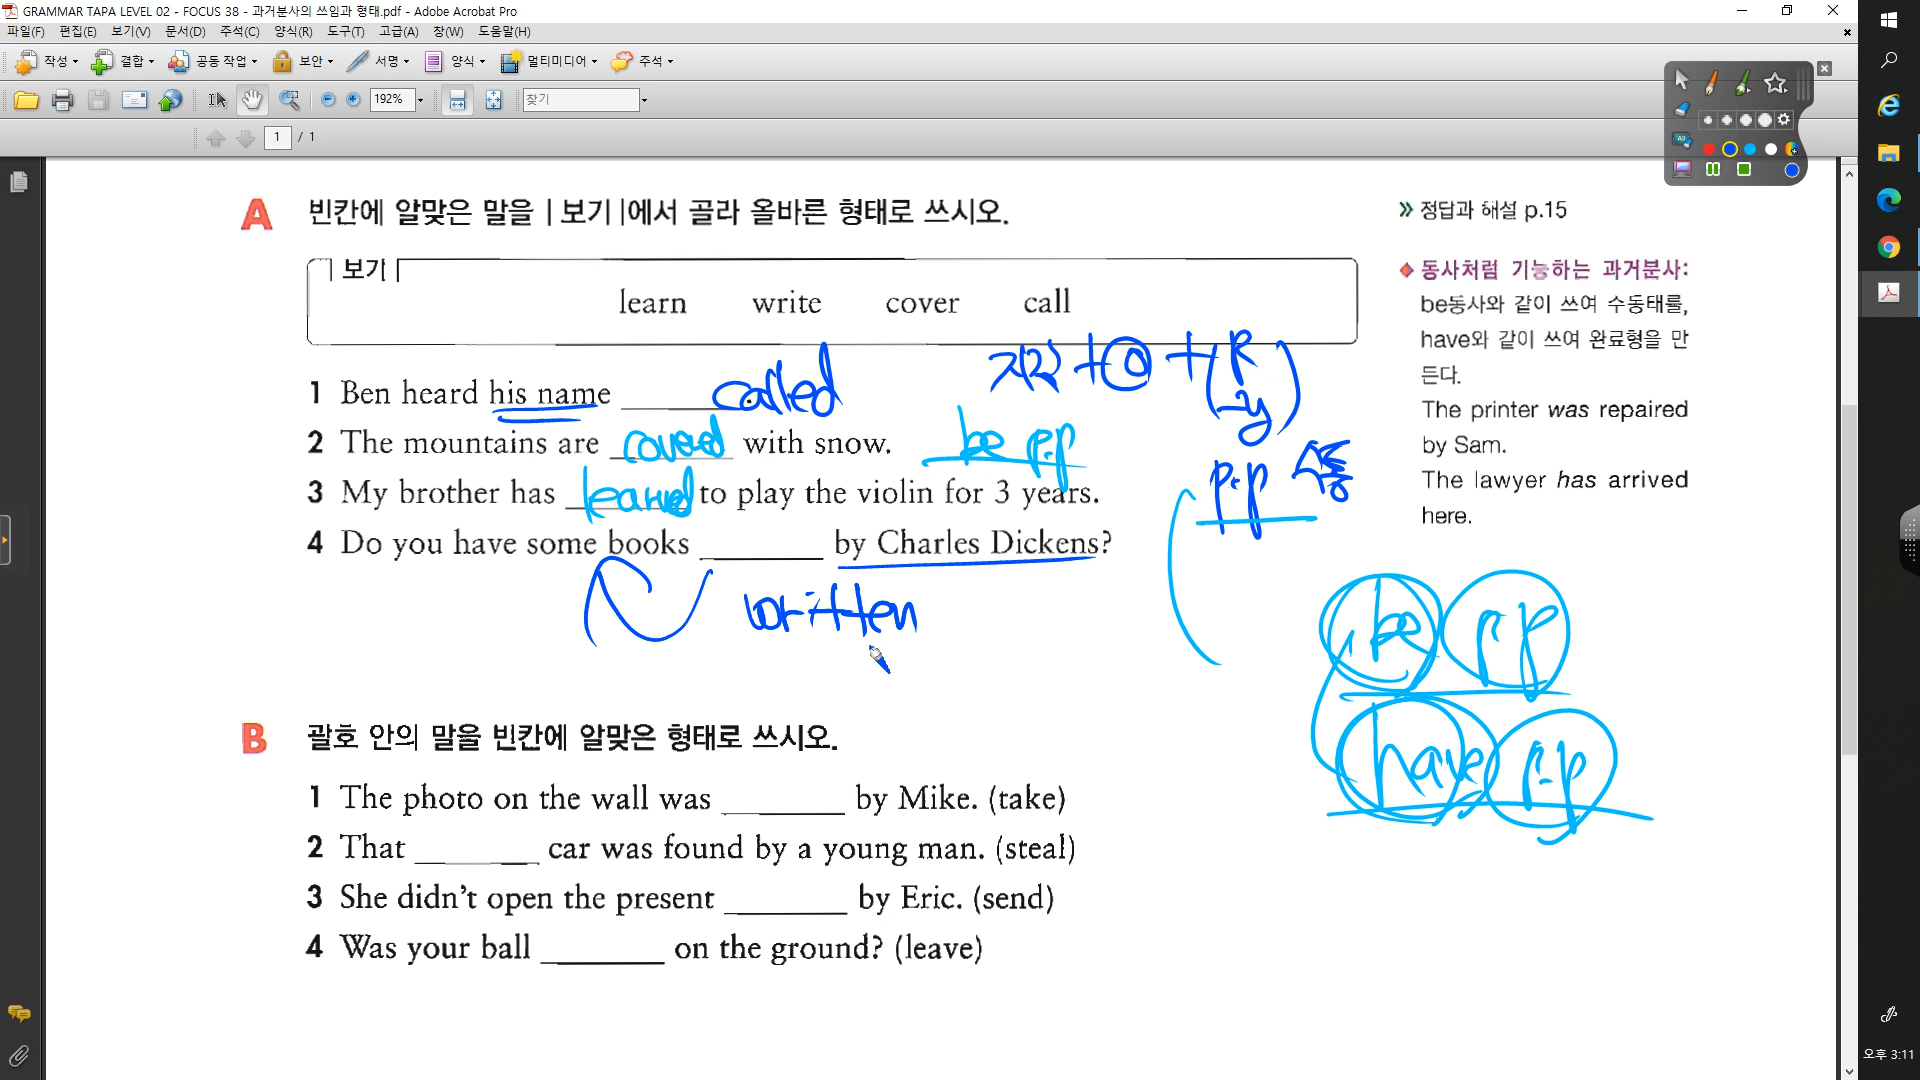 GRAMMAR TAPA LEVEL 02 - FOCUS 38 - 과거분사의 쓰임과 형태.pdf - Adobe Acrobat Pro
파일(F) 편집(E) 보기(V) 문서(D) 주석(C) 양식(R) 도구(T) 고급(A) 창(W) 도움말(H)
작성 결합 공동 작업 보안 서명 양식 멀티미디어 주석
192% 찾기
1 / 1
A 빈칸에 알맞은 말을 |보기|에서 골라 올바른 형태로 쓰시오.
보기
learn write cover call
1 Ben heard his name ______. called
2 The mountains are covered with snow. be p.p
3 My brother has learned to play the violin for 3 years.
4 Do you have some books ______ by Charles Dickens?
written
지각 + O + ( R
-ing )
p.p 수동
» 정답과 해설 p.15
동사처럼 기능하는 과거분사:
be동사와 같이 쓰여 수동태를,
have와 같이 쓰여 완료형을 만
든다.
The printer was repaired
by Sam.
The lawyer has arrived
here.
be p.p
have p.p
B 괄호 안의 말을 빈칸에 알맞은 형태로 쓰시오.
1 The photo on the wall was ______ by Mike. (take)
2 That ______ car was found by a young man. (steal)
3 She didn't open the present ______ by Eric. (send)
4 Was your ball ______ on the ground? (leave)
오후 3:11